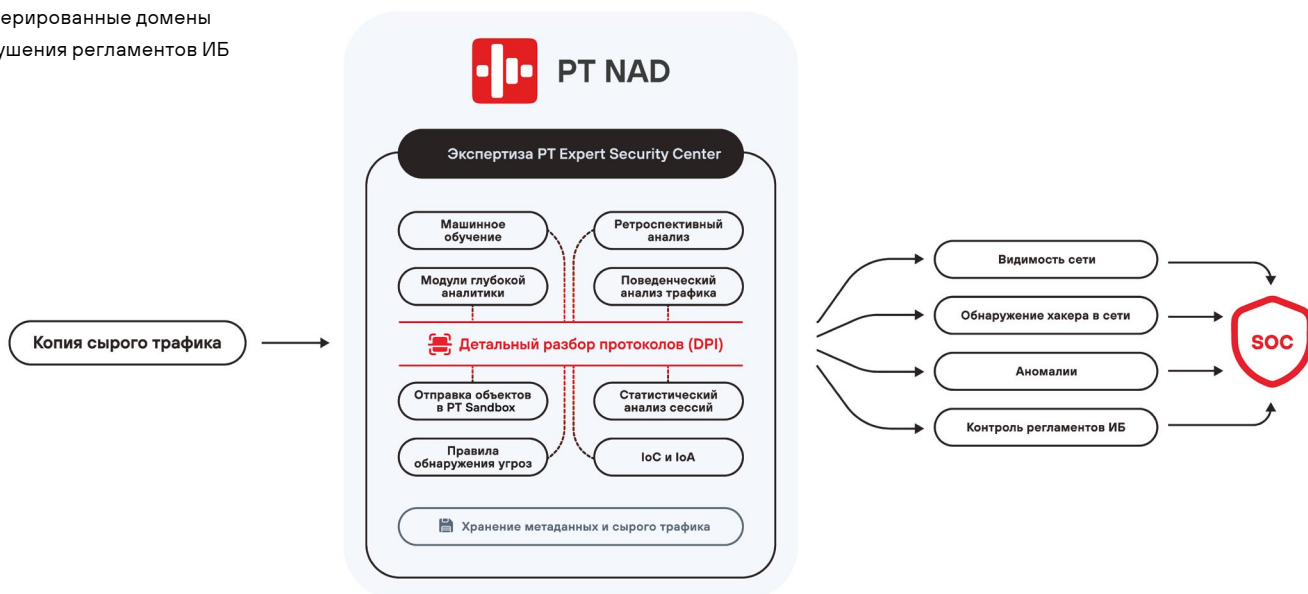 ерированные домены
ушения регламентов ИБ
PT NAD
Экспертиза PT Expert Security Center
Машинное
обучение
Ретроспективный
анализ
Модули глубокой
аналитики
Поведенческий
анализ трафика
Копия сырого трафика
Детальный разбор протоколов (DPI)
Отправка объектов
в PT Sandbox
Статистический
анализ сессий
Правила
обнаружения угроз
IoC и IoA
Хранение метаданных и сырого трафика
Видимость сети
Обнаружение хакера в сети
Аномалии
Контроль регламентов ИБ
SOC